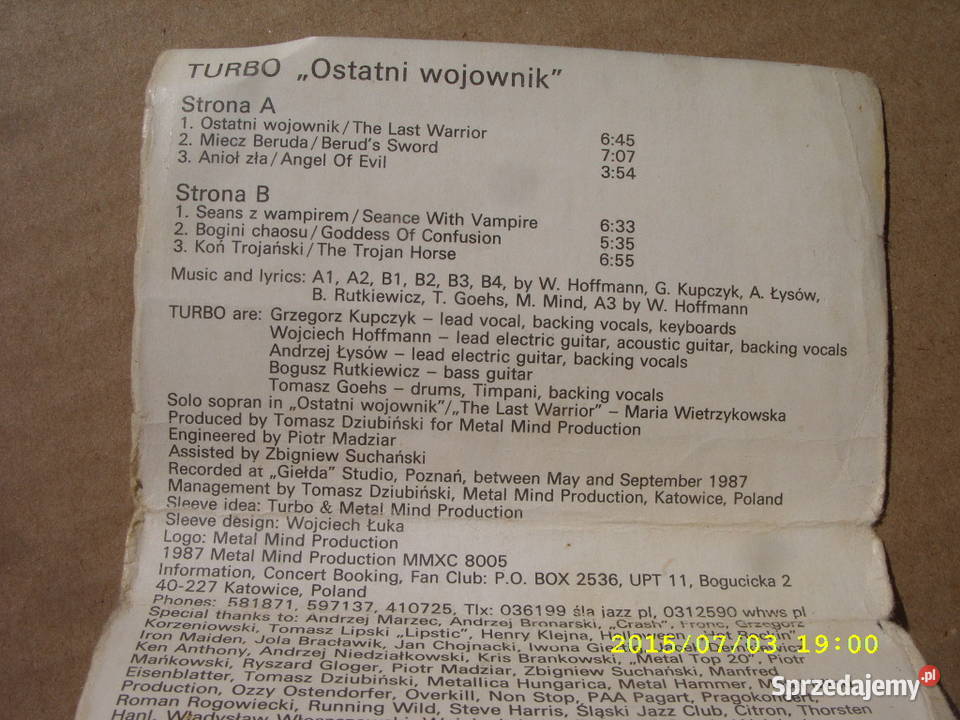 TURBO „Ostatni wojownik”
Strona A
1. Ostatni wojownik/The Last Warrior 6:45
2. Miecz Beruda/Berud's Sword 7:07
3. Anioł zła/Angel Of Evil 3:54
Strona B
1. Seans z wampirem/Seance With Vampire 6:33
2. Bogini chaosu/Goddess Of Confusion 5:35
3. Koń Trojański/The Trojan Horse 6:55
Music and lyrics: A1, A2, B1, B2, B3, B4, by W. Hoffmann, G. Kupczyk, A. Łysów,
B. Rutkiewicz, T. Goehs, M. Mind, A3 by W. Hoffmann
TURBO are: Grzegorz Kupczyk – lead vocal, backing vocals, keyboards
Wojciech Hoffmann – lead electric guitar, acoustic guitar, backing vocals
Andrzej Łysów – lead electric guitar, backing vocals
Bogusz Rutkiewicz – bass guitar
Tomasz Goehs – drums, Timpani, backing vocals
Solo sopran in „Ostatni wojownik”/„The Last Warrior” – Maria Wietrzykowska
Produced by Tomasz Dziubiński for Metal Mind Production
Engineered by Piotr Madziar
Assisted by Zbigniew Suchański
Recorded at „Giełda” Studio, Poznań, between May and September 1987
Management by Tomasz Dziubiński, Metal Mind Production, Katowice, Poland
Sleeve idea: Turbo & Metal Mind Production
Sleeve design: Wojciech Łuka
Logo: Metal Mind Production
1987 Metal Mind Production MMXC 8005
Information, Concert Booking, Fan Club: P.O. BOX 2536, UPT 11, Bogucicka 2
40-227 Katowice, Poland
Phones: 581871, 597137, 410725, Tlx: 036199 śla jazz pl, 0312590 whws pl
Special thanks to: Andrzej Marzec, Andrzej Bronarski, „Crash”, Fronc, Grzegorz
Korzeniowski, Tomasz Lipski „Lipstic”, Henry Klejna,
Iron Maiden, Jola Bracławik, Jan Chojnacki, Iwona
Ken Anthony, Andrzej Niedziałkowski, Kris Brankowski, „Metal Top 20”, Piotr
Mańkowski, Ryszard Gloger, Piotr Madziar, Zbigniew Suchański, Manfred
Eisenblatter, Tomasz Dziubiński, Metallica Hungarica, Metal Hammer,
Production, Ozzy Ostendorfer, Overkill, Non Stop, PAA Pagart, Pragokoncert,
Roman Rogowiecki, Running Wild, Steve Harris, Śląski Jazz Club, Citron, Thorsten
Hanl, Władysław
2015/07/03 19:00
Sprzedajemy.pl